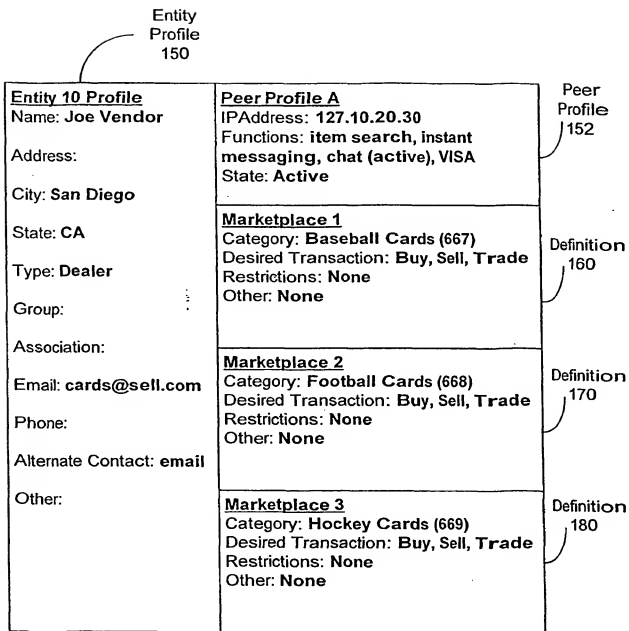 Entity
Profile
150
Entity 10 Profile
Name: Joe Vendor
Address:
City: San Diego
State: CA
Type: Dealer
Group:
Association:
Email: cards@sell.com
Phone:
Alternate Contact: email
Other:
Peer Profile A
IPAddress: 127.10.20.30
Functions: item search, instant
messaging, chat (active), VISA
State: Active
Peer
Profile
152
Marketplace 1
Category: Baseball Cards (667)
Desired Transaction: Buy, Sell, Trade
Restrictions: None
Other: None
Definition
160
Marketplace 2
Category: Football Cards (668)
Desired Transaction: Buy, Sell, Trade
Restrictions: None
Other: None
Definition
170
Marketplace 3
Category: Hockey Cards (669)
Desired Transaction: Buy, Sell, Trade
Restrictions: None
Other: None
Definition
180